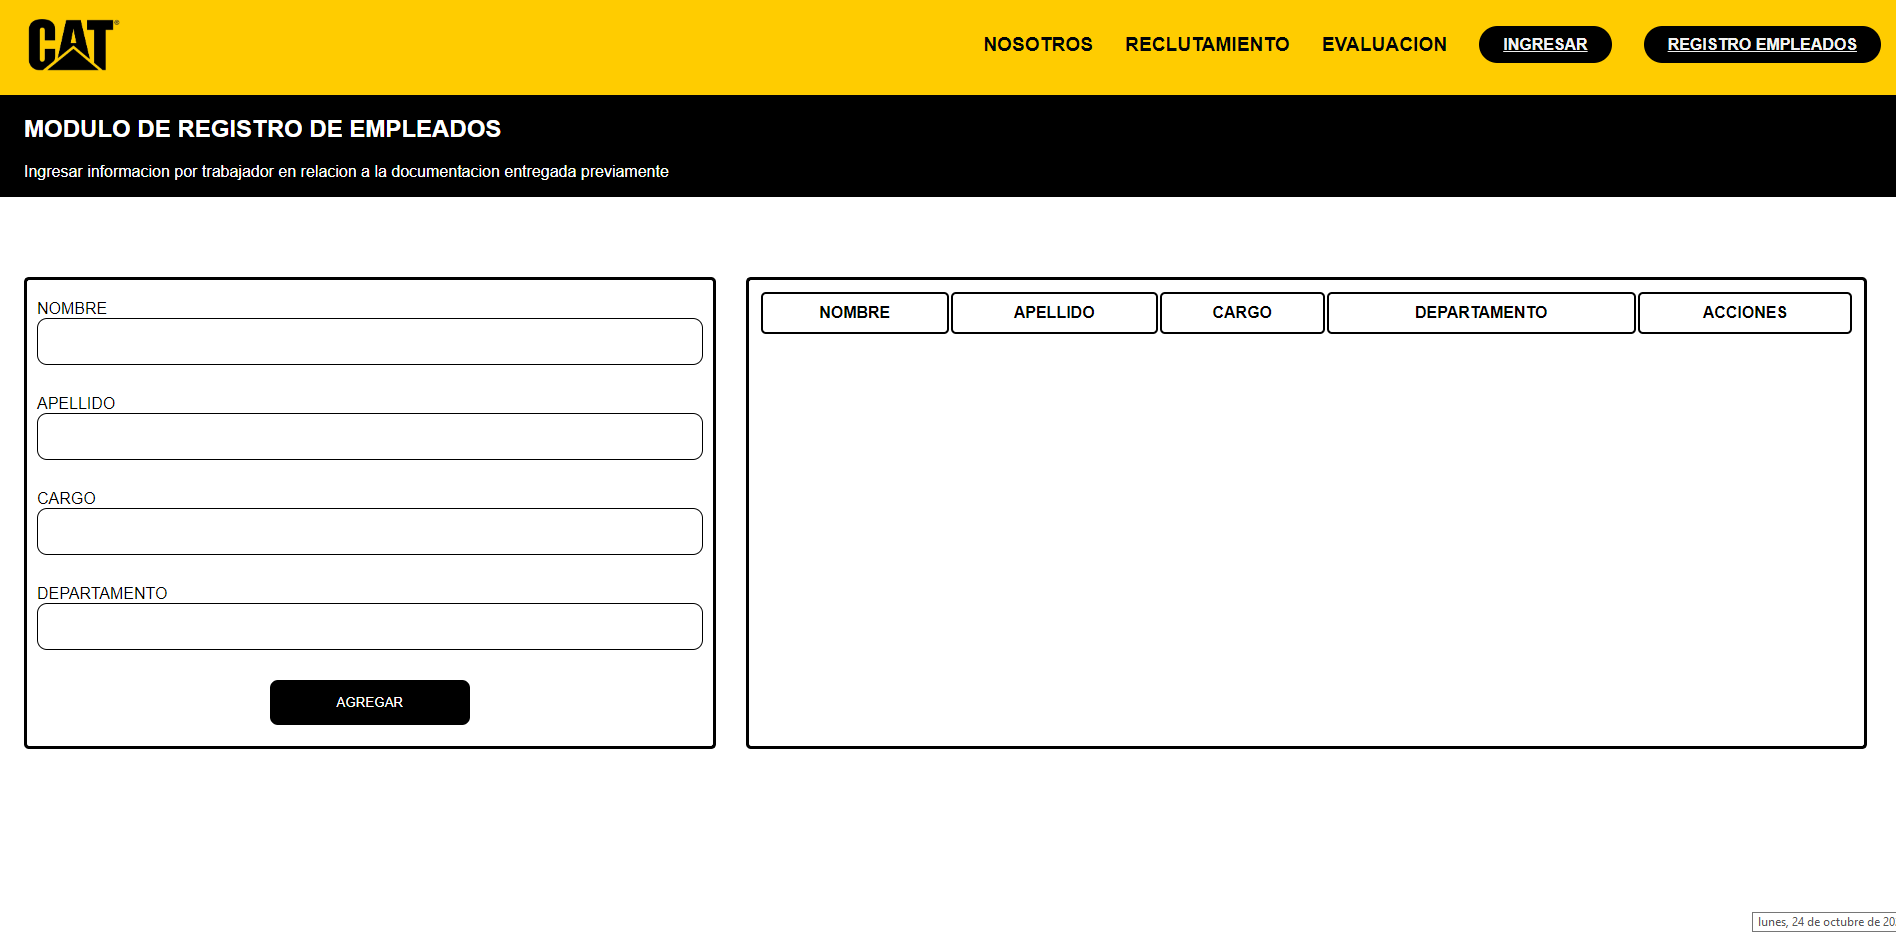 CAT®
NOSOTROS RECLUTAMIENTO EVALUACION INGRESAR REGISTRO EMPLEADOS
MODULO DE REGISTRO DE EMPLEADOS
Ingresar informacion por trabajador en relacion a la documentacion entregada previamente
NOMBRE
APELLIDO
CARGO
DEPARTAMENTO
AGREGAR
NOMBRE APELLIDO CARGO DEPARTAMENTO ACCIONES
lunes, 24 de octubre de 20